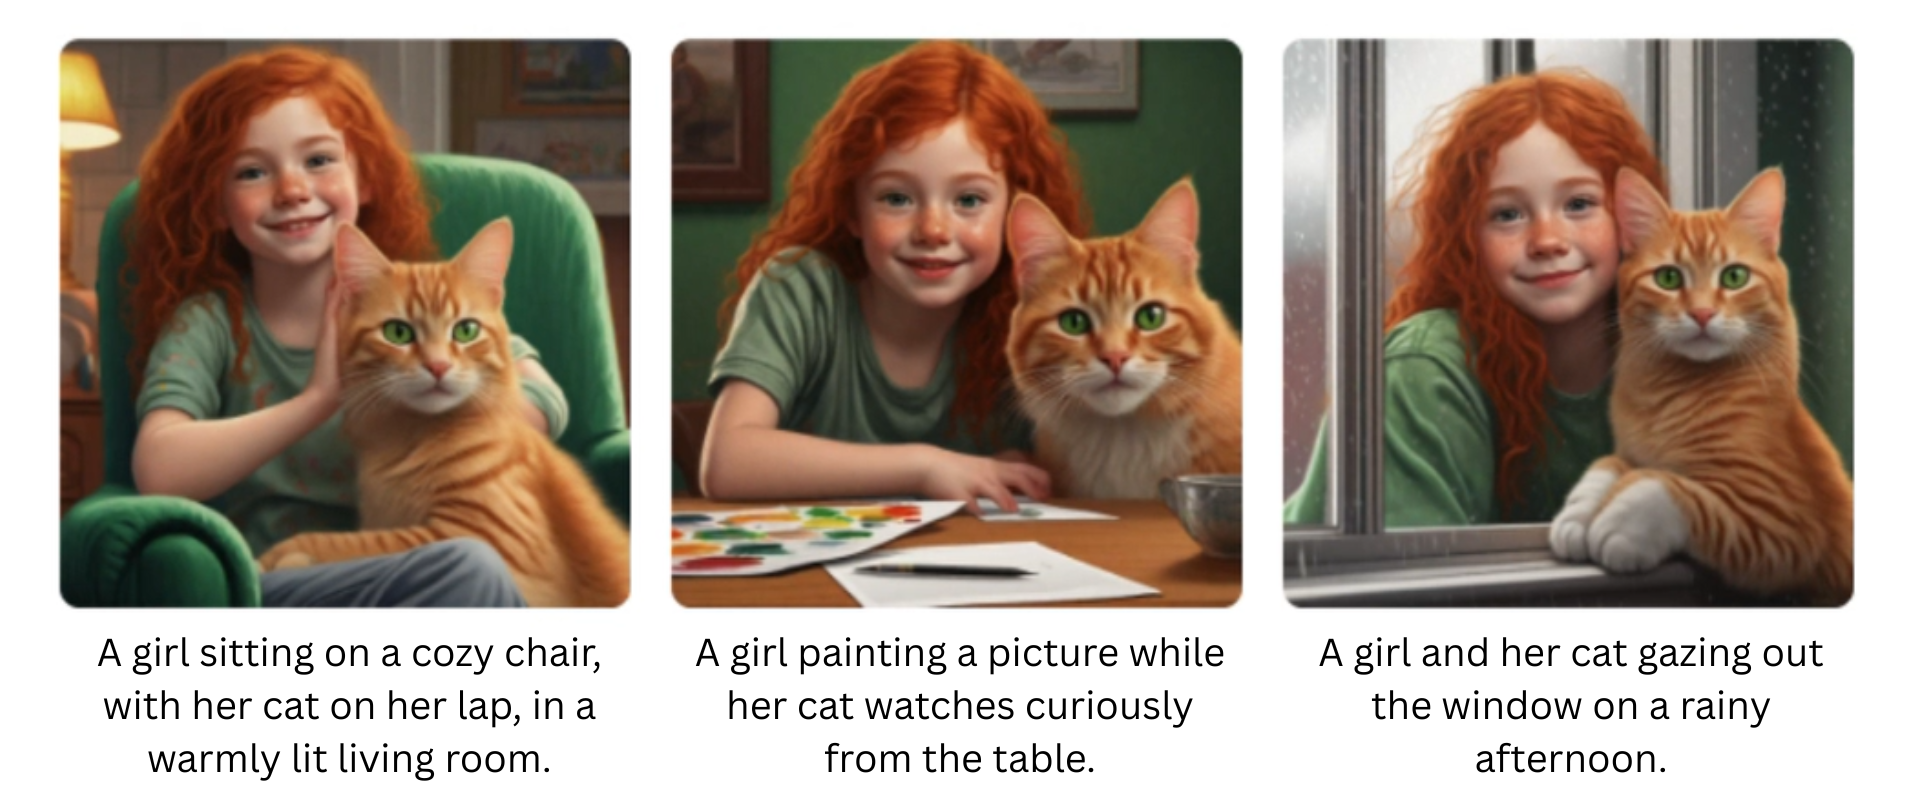 A girl sitting on a cozy chair,
with her cat on her lap, in a
warmly lit living room.
A girl painting a picture while
her cat watches curiously
from the table.
A girl and her cat gazing out
the window on a rainy
afternoon.